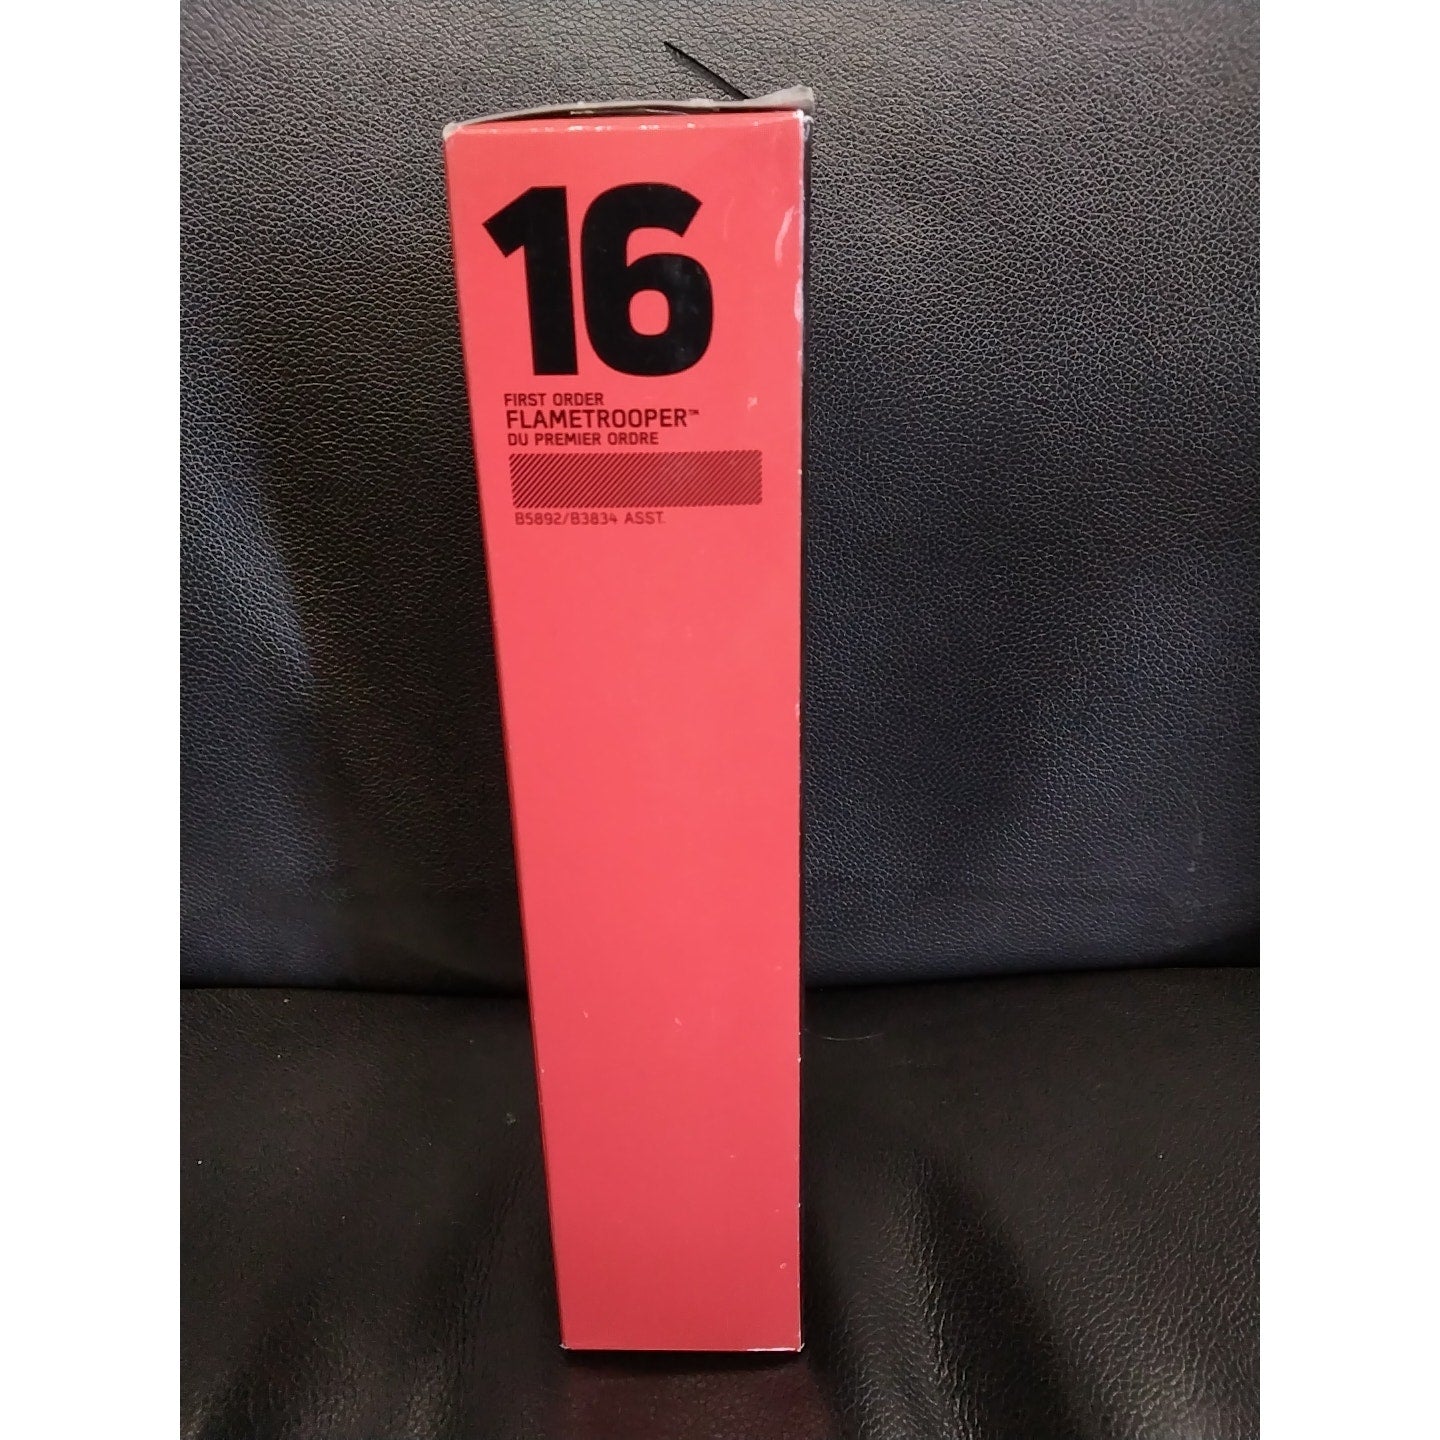 16
FIRST ORDER
FLAMETROOPER™
DU PREMIER ORDRE
B5892/B3834 ASST.